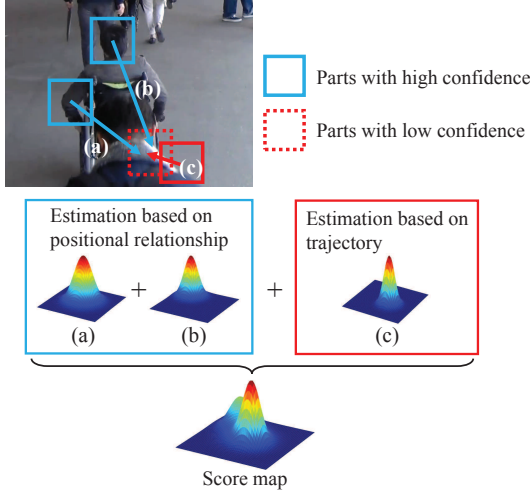 (b)
(a)
(c)
Parts with high confidence
Parts with low confidence
Estimation based on
positional relationship
Estimation based on
trajectory
+
+
(a)
(b)
(c)
Score map